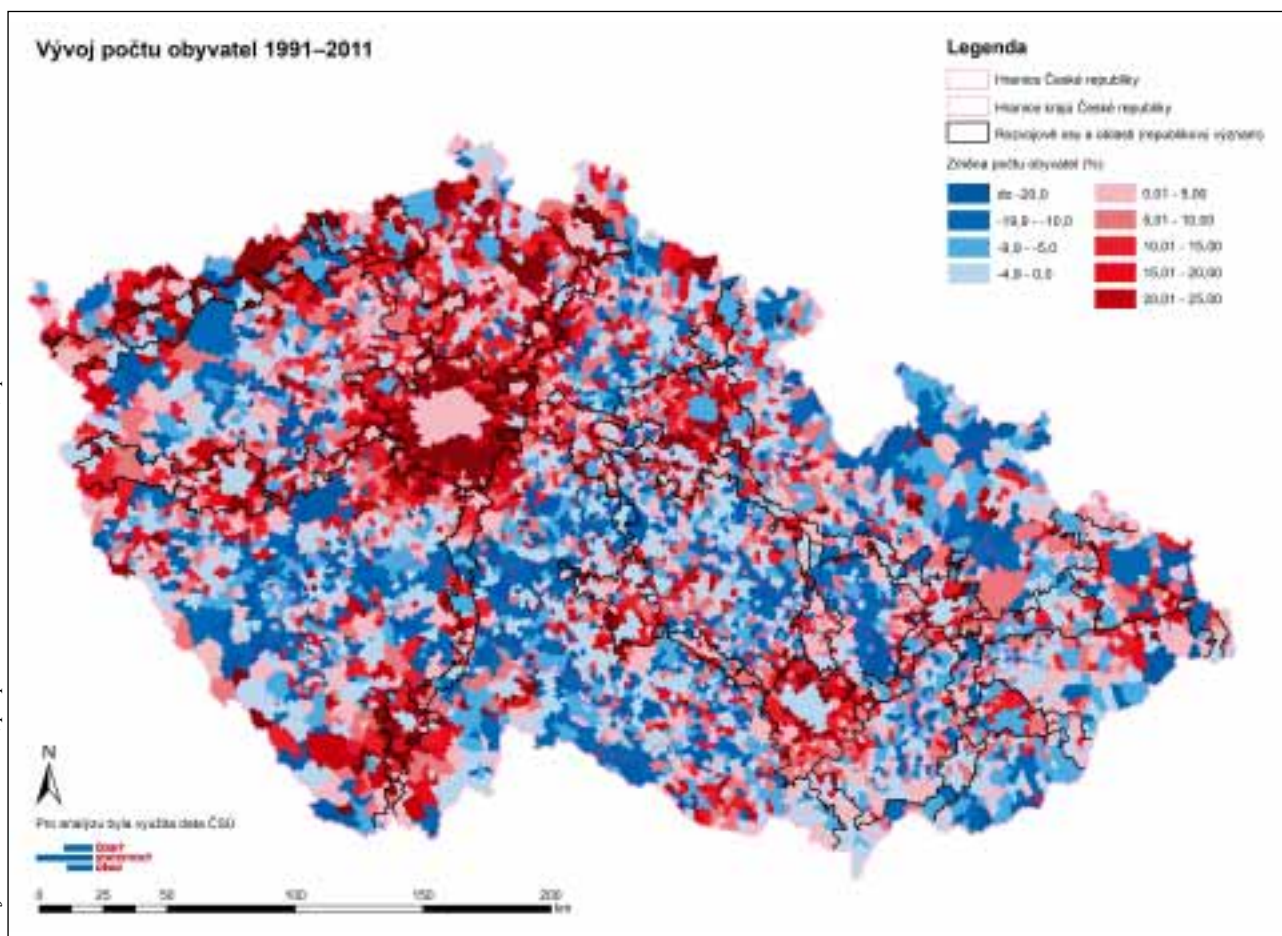 Vývoj počtu obyvatel 1991–2011
Legenda
Hranice České republiky
Hranice krajů České republiky
Rozvojové osy a oblasti (republikový význam)
Změna počtu obyvatel (%)
do -20,0
-19,9 - -10,0
-9,9 - -5,0
-4,9 - 0,0
0,01 - 5,00
5,01 - 10,00
10,01 - 15,00
15,01 - 20,00
20,01 - 25,00
N
Pro analýzu byla využita data ČSÚ
ČESKÝ
STATISTICKÝ
ÚŘAD
0 25 50 100 150 200
km